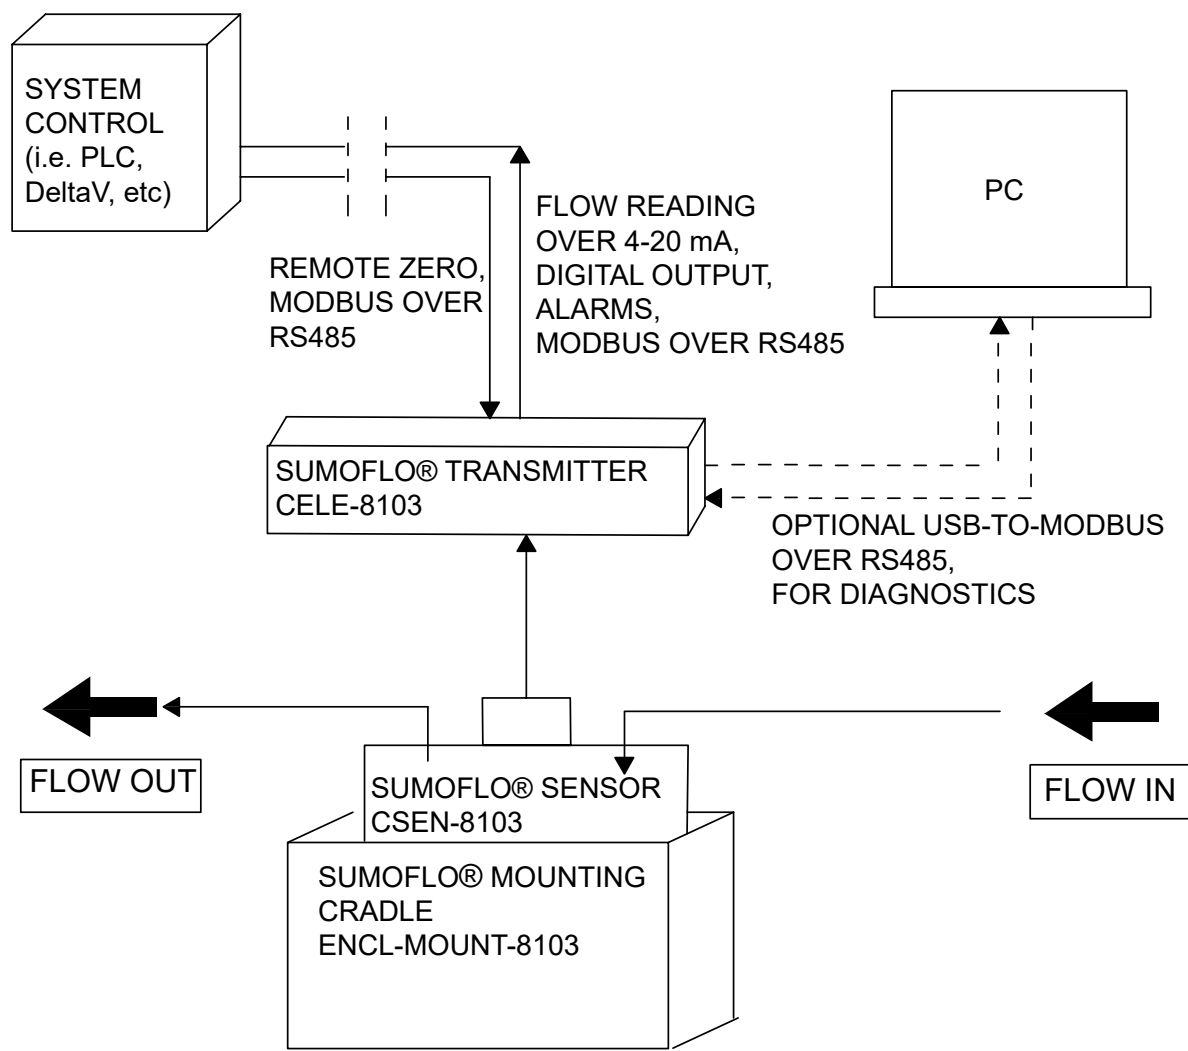 SYSTEM
CONTROL
(i.e. PLC,
DeltaV, etc)
PC
FLOW READING
OVER 4-20 mA,
DIGITAL OUTPUT,
ALARMS,
MODBUS OVER RS485
REMOTE ZERO,
MODBUS OVER
RS485
SUMOFLO® TRANSMITTER
CELE-8103
OPTIONAL USB-TO-MODBUS
OVER RS485,
FOR DIAGNOSTICS
FLOW OUT
FLOW IN
SUMOFLO® SENSOR
CSEN-8103
SUMOFLO® MOUNTING
CRADLE
ENCL-MOUNT-8103